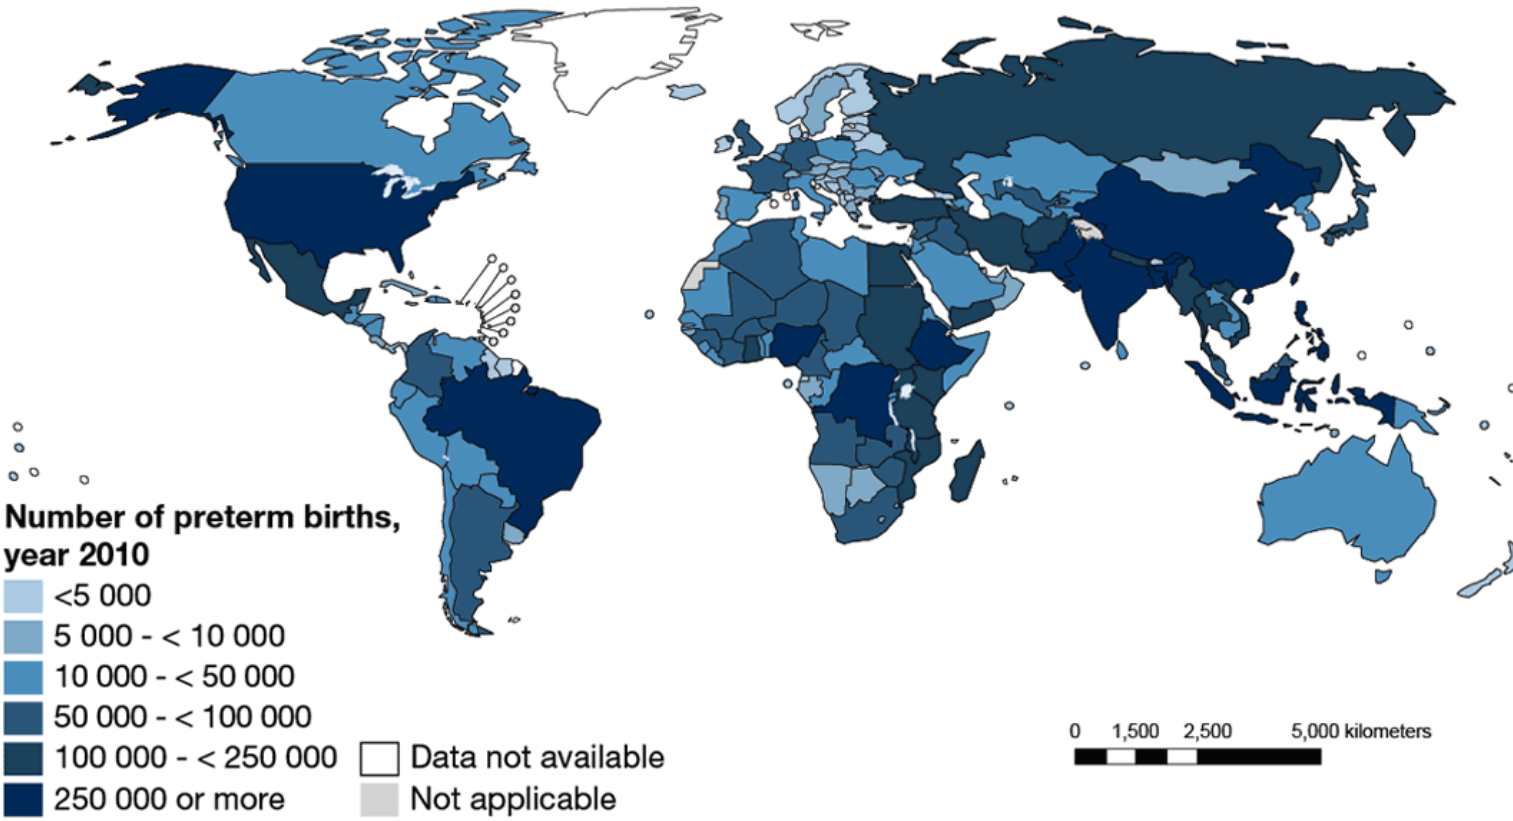 Number of preterm births,
year 2010
<5 000
5 000 - < 10 000
10 000 - < 50 000
50 000 - < 100 000
100 000 - < 250 000
250 000 or more
Data not available
Not applicable
0 1,500 2,500 5,000 kilometers